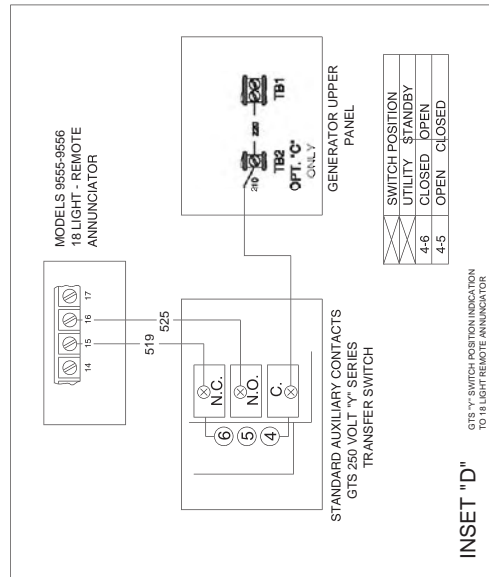 MODELS 9555-9556
18 LIGHT - REMOTE
ANNUNCIATOR
14 15 16 17
519
525
N.C.
N.O.
C.
6
5
4
STANDARD AUXILIARY CONTACTS
GTS 250 VOLT "Y" SERIES
TRANSFER SWITCH
210
220
TB2
TB1
OPT. "C"
ONLY
GENERATOR UPPER
PANEL
SWITCH POSITION
UTILITY STANDBY
4-6 CLOSED OPEN
4-5 OPEN CLOSED
INSET "D"
GTS "Y" SWITCH POSITION INDICATION
TO 18 LIGHT REMOTE ANNUNCIATOR